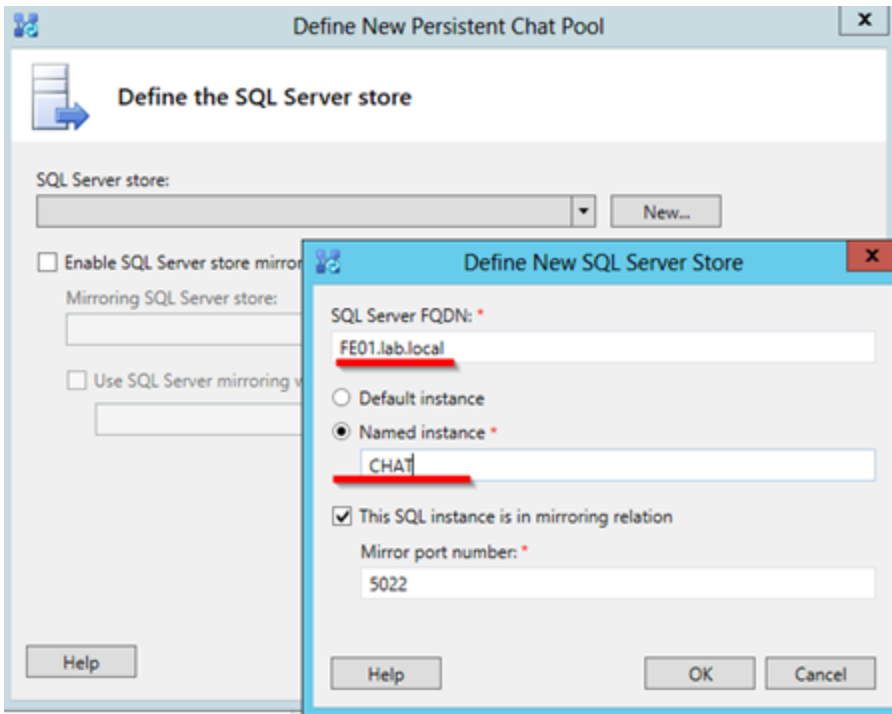 Define New Persistent Chat Pool
x
Define the SQL Server store
SQL Server store:
New...
Enable SQL Server store mirror
Mirroring SQL Server store:
Use SQL Server mirroring
Help
Define New SQL Server Store
x
SQL Server FQDN: *
FE01.lab.local
Default instance
Named instance *
CHAT
This SQL instance is in mirroring relation
Mirror port number: *
5022
Help
OK
Cancel